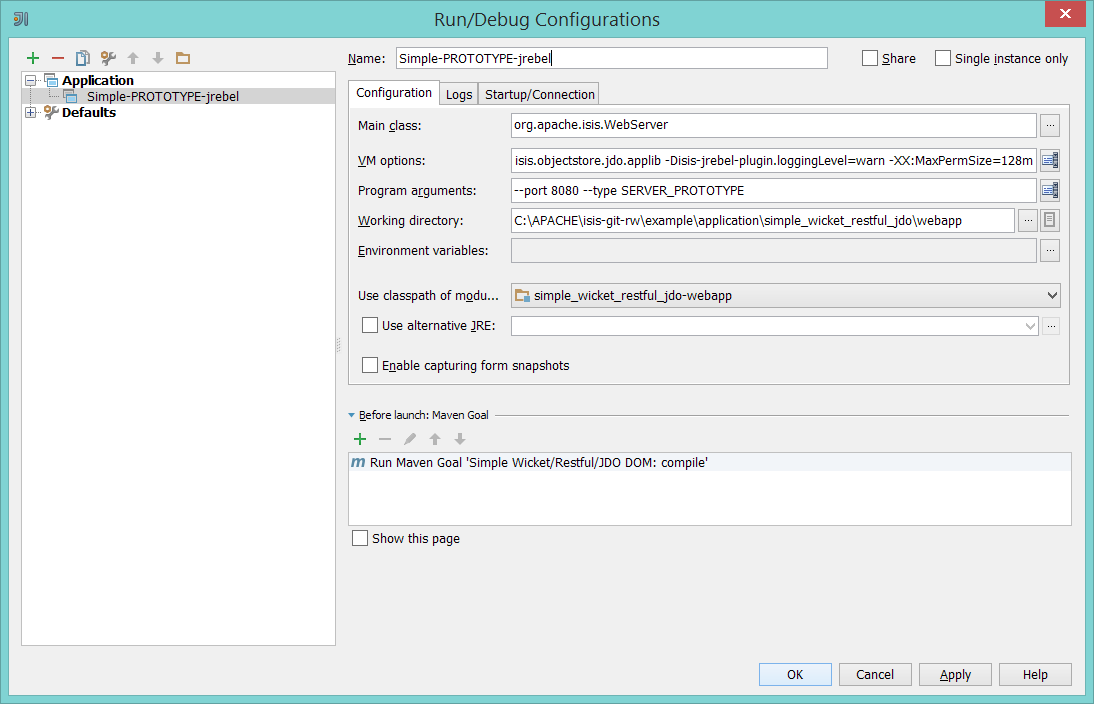 Run/Debug Configurations
Application
Simple-PROTOTYPE-jrebel
Defaults
Name: Simple-PROTOTYPE-jrebel Share Single instance only
Configuration Logs Startup/Connection
Main class: org.apache.isis.WebServer ...
VM options: isis.objectstore.jdo.applib -Disis-jrebel-plugin.loggingLevel=warn -XX:MaxPermSize=128m
Program arguments: --port 8080 --type SERVER_PROTOTYPE
Working directory: C:\APACHE\isis-git-rw\example\application\simple_wicket_restful_jdo\webapp ...
Environment variables: ...
Use classpath of modu... simple_wicket_restful_jdo-webapp
Use alternative JRE: ...
Enable capturing form snapshots
Before launch: Maven Goal
m Run Maven Goal 'Simple Wicket/Restful/JDO DOM: compile'
Show this page
OK Cancel Apply Help